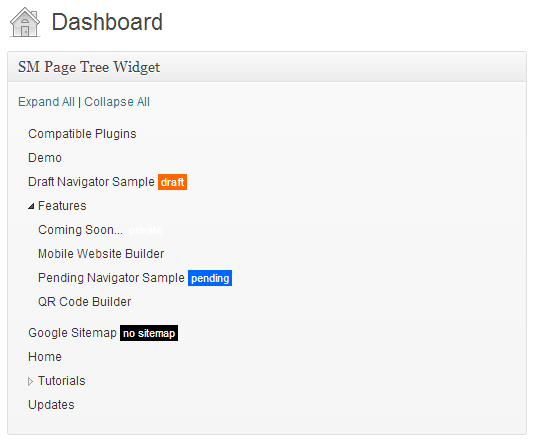 Dashboard
SM Page Tree Widget
Expand All | Collapse All
Compatible Plugins
Demo
Draft Navigator Sample draft
Features
Coming Soon... private
Mobile Website Builder
Pending Navigator Sample pending
QR Code Builder
Google Sitemap no sitemap
Home
Tutorials
Updates